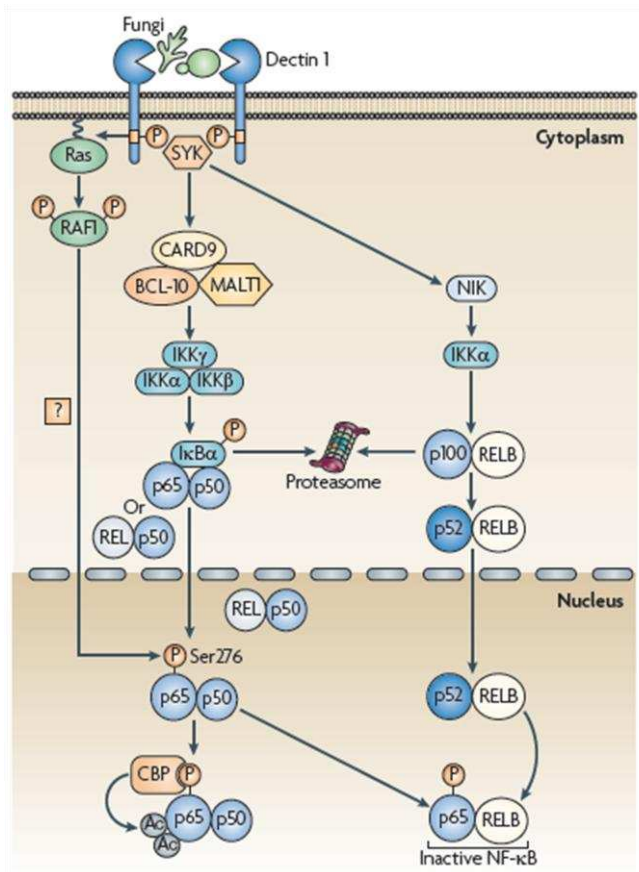 Fungi
Dectin 1
Cytoplasm
P
P
SYK
Ras
P
P
RAF1
CARD9
BCL-10
MALT1
NIK
IKKγ
IKKα
IKKα
IKKβ
?
P
IκBα
p65
p50
Proteasome
p100
RELB
Or
REL
p50
p52
RELB
Nucleus
REL
p50
P
Ser276
p65
p50
p52
RELB
CBP
P
P
p65
p50
Ac
Ac
p65
RELB
Inactive NF-κB